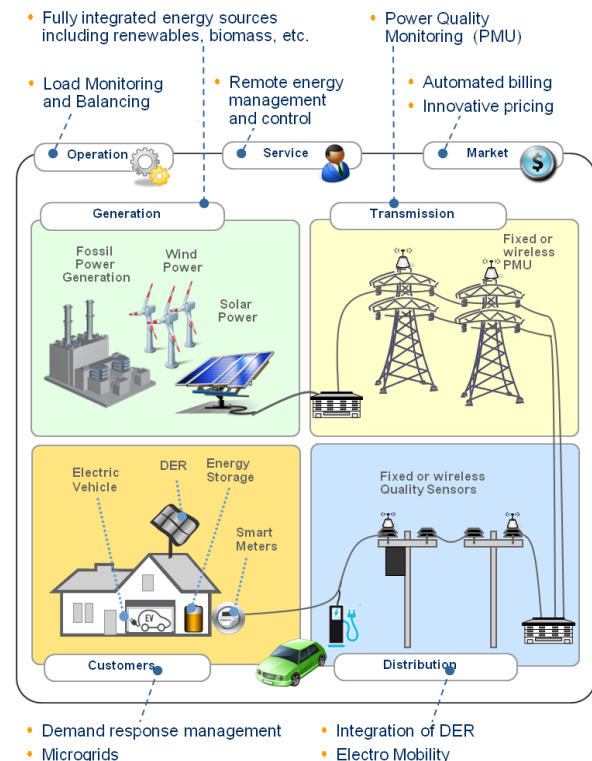 • Fully integrated energy sources
including renewables, biomass, etc.
• Power Quality
Monitoring (PMU)
• Load Monitoring
and Balancing
• Remote energy
management
and control
• Automated billing
• Innovative pricing
Operation
Service
Market
$
Generation
Transmission
Fossil
Power
Generation
Wind
Power
Solar
Power
Fixed or
wireless
PMU
Electric
Vehicle
DER
Energy
Storage
Smart
Meters
EV
Fixed or wireless
Quality Sensors
Customers
Distribution
• Demand response management
• Microgrids
• Integration of DER
• Electro Mobility